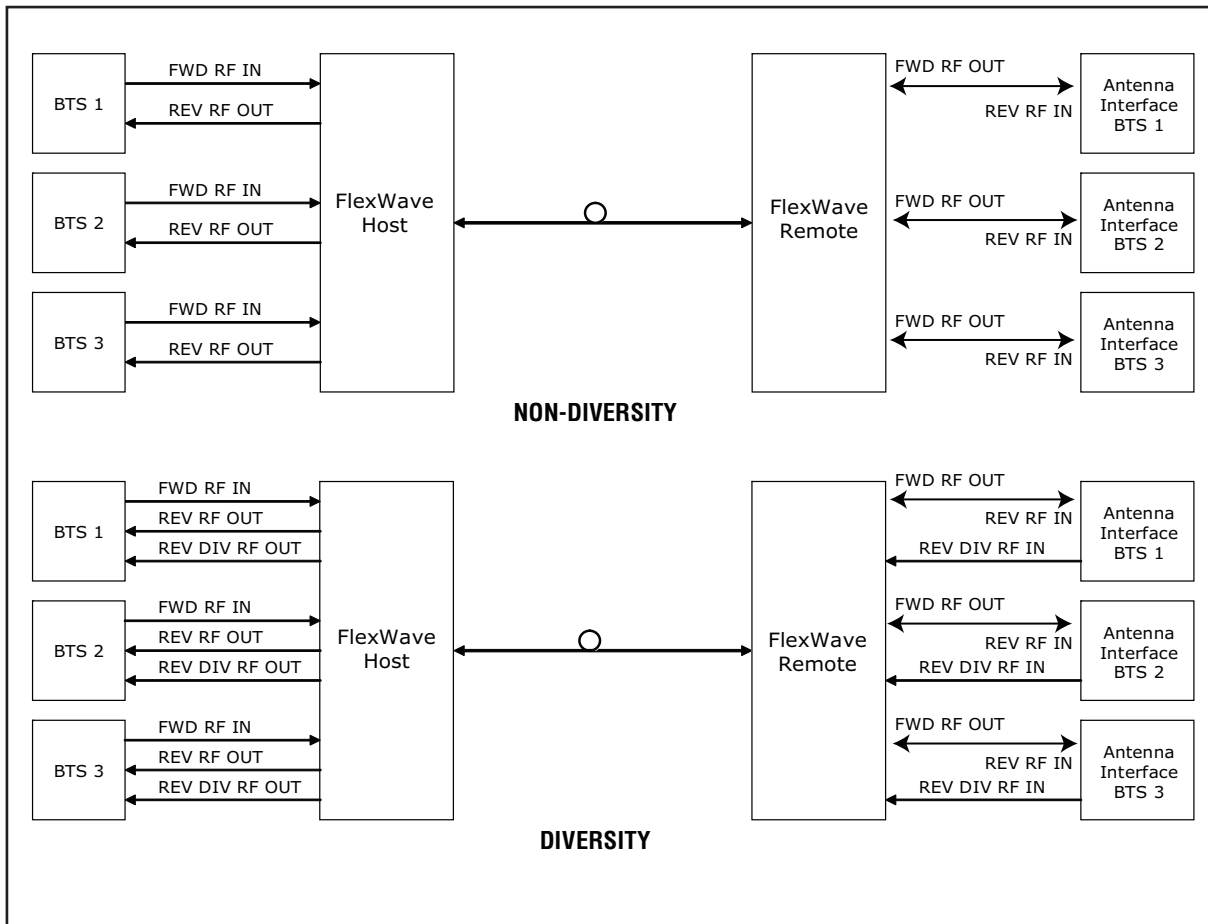 BTS 1
FWD RF IN
REV RF OUT
BTS 2
FWD RF IN
REV RF OUT
BTS 3
FWD RF IN
REV RF OUT
FlexWave
Host
FlexWave
Remote
FWD RF OUT
REV RF IN
Antenna
Interface
BTS 1
FWD RF OUT
REV RF IN
Antenna
Interface
BTS 2
FWD RF OUT
REV RF IN
Antenna
Interface
BTS 3
NON-DIVERSITY
BTS 1
FWD RF IN
REV RF OUT
REV DIV RF OUT
BTS 2
FWD RF IN
REV RF OUT
REV DIV RF OUT
BTS 3
FWD RF IN
REV RF OUT
REV DIV RF OUT
FlexWave
Host
FlexWave
Remote
FWD RF OUT
REV RF IN
REV DIV RF IN
Antenna
Interface
BTS 1
FWD RF OUT
REV RF IN
REV DIV RF IN
Antenna
Interface
BTS 2
FWD RF OUT
REV RF IN
REV DIV RF IN
Antenna
Interface
BTS 3
DIVERSITY